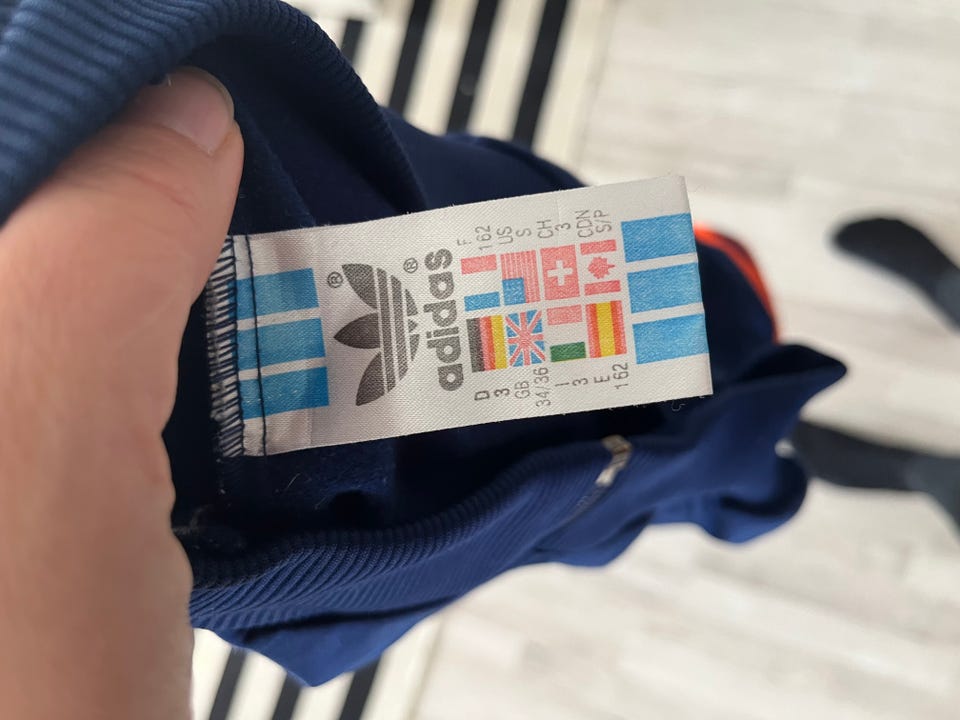 ®
adidas®
D F
3 162
GB US
34/36 S
I CH
3 3
E CDN
162 S/P